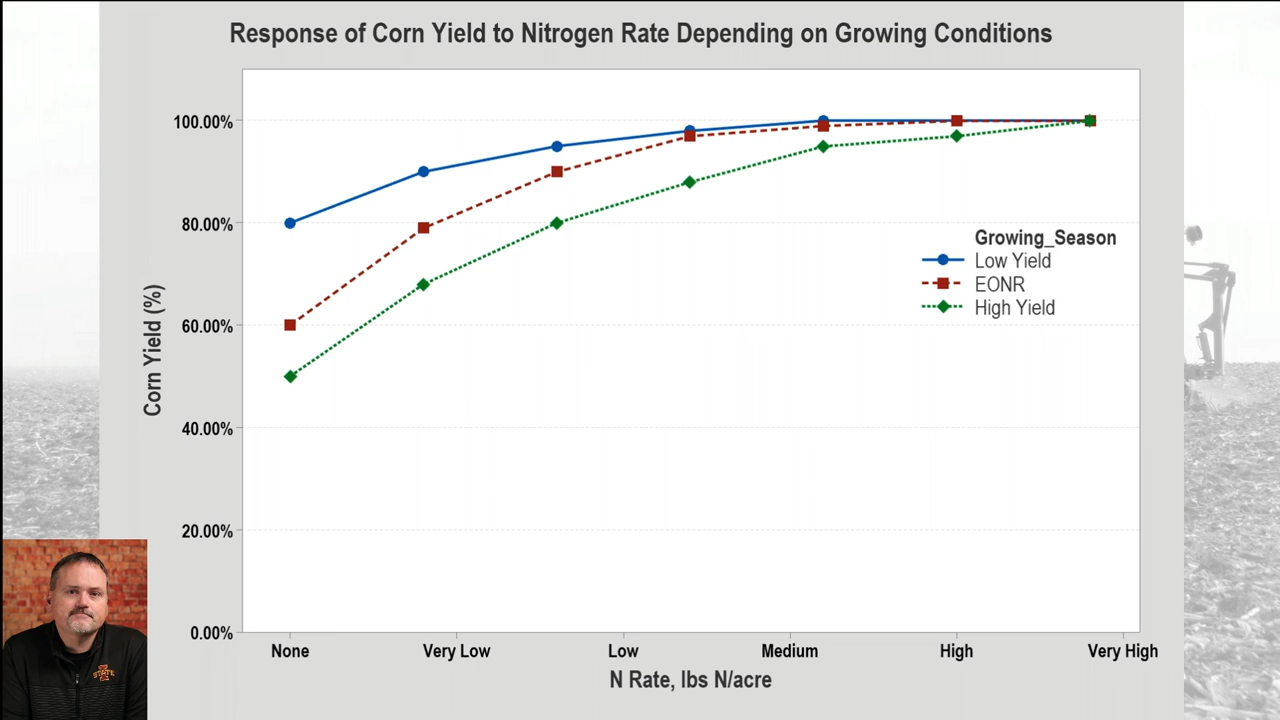 Response of Corn Yield to Nitrogen Rate Depending on Growing Conditions
100.00%
80.00%
60.00%
40.00%
20.00%
0.00%
Corn Yield (%)
Growing_Season
Low Yield
EONR
High Yield
None Very Low Low Medium High Very High
N Rate, lbs N/acre
STATE